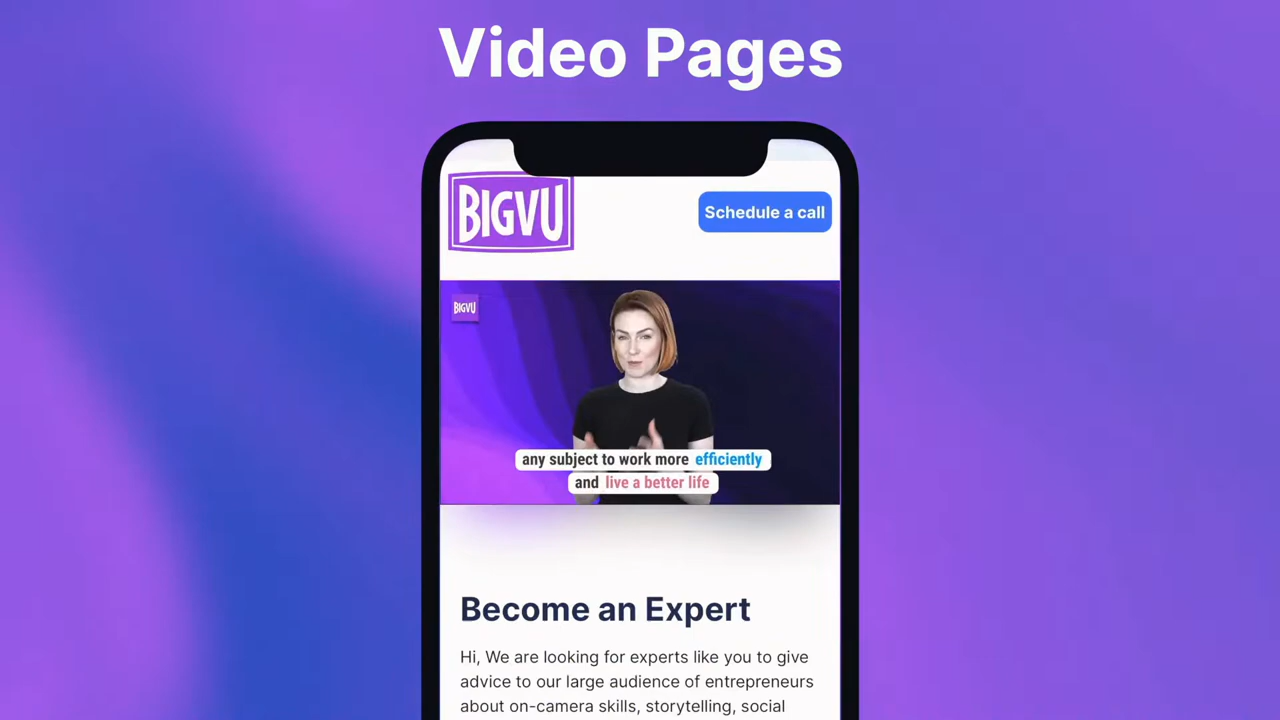 Video Pages
BIGVU
Schedule a call
BIGVU
any subject to work more efficiently
and live a better life
Become an Expert
Hi, We are looking for experts like you to give
advice to our large audience of entrepreneurs
about on-camera skills, storytelling, social